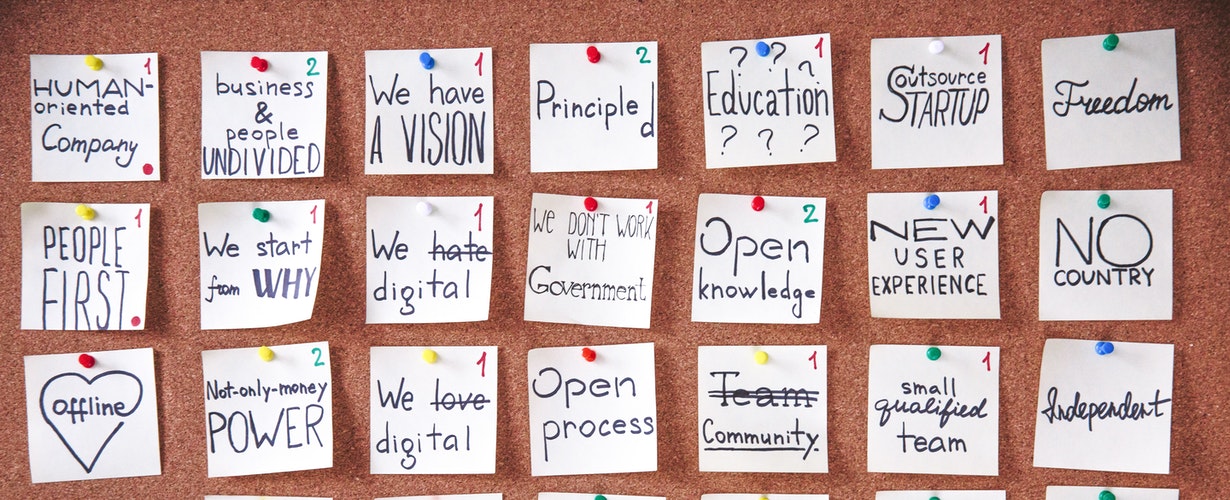 HUMAN-
oriented
Company
1
business
&
people
UNDIVIDED
2
We have
A VISION
1
Principled
2
? ? ?
Education
? ? ?
1
Outsource
STARTUP
1
Freedom
PEOPLE
FIRST
1
We start
from WHY
1
We hate
digital
1
We DON'T WORK
WITH
Government
1
Open
knowledge
2
NEW
USER
EXPERIENCE
1
NO
COUNTRY
offline
Not-only-money
POWER
2
We love
digital
1
Open
process
Team
Community.
1
small
qualified
team
1
Independent